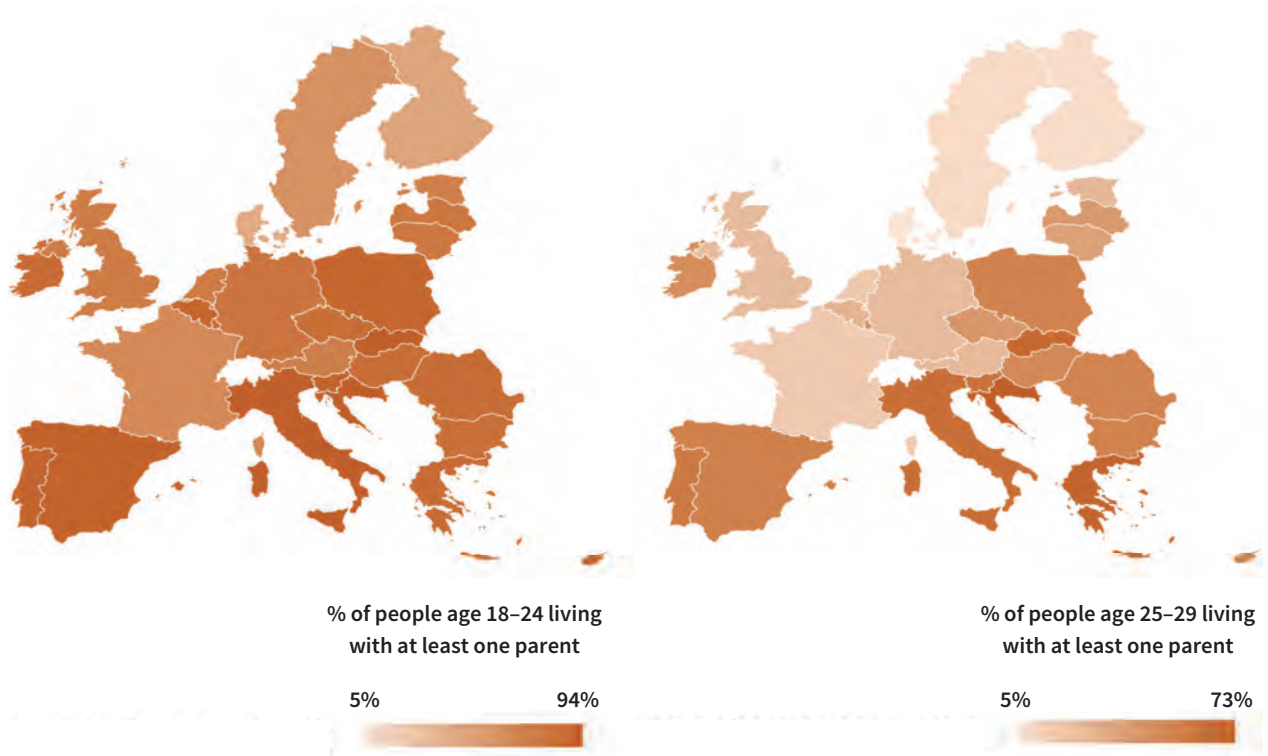 % of people age 18–24 living
with at least one parent
5% 94%
% of people age 25–29 living
with at least one parent
5% 73%